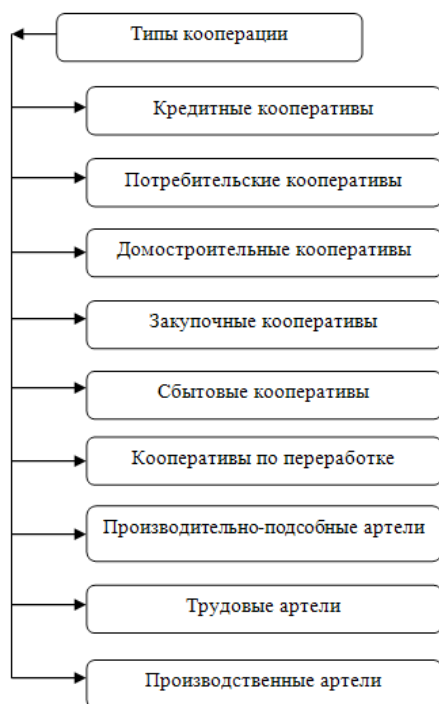 Типы кооперации
Кредитные кооперативы
Потребительские кооперативы
Домостроительные кооперативы
Закупочные кооперативы
Сбытовые кооперативы
Кооперативы по переработке
Производительно-подсобные артели
Трудовые артели
Производственные артели